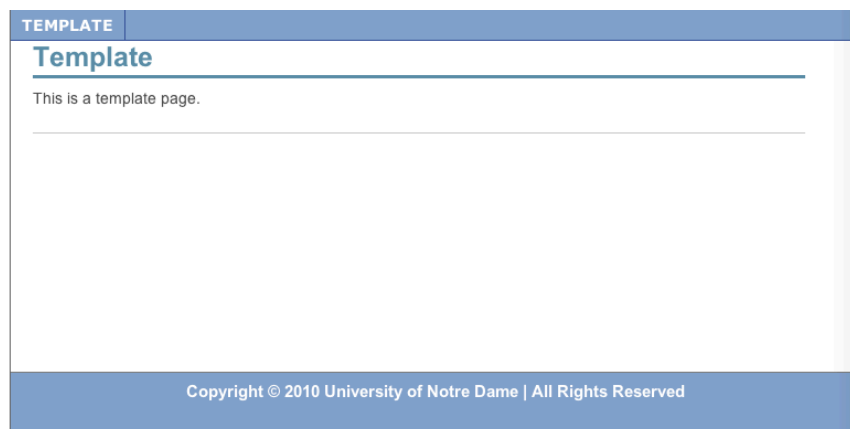 TEMPLATE
Template
This is a template page.
Copyright © 2010 University of Notre Dame | All Rights Reserved